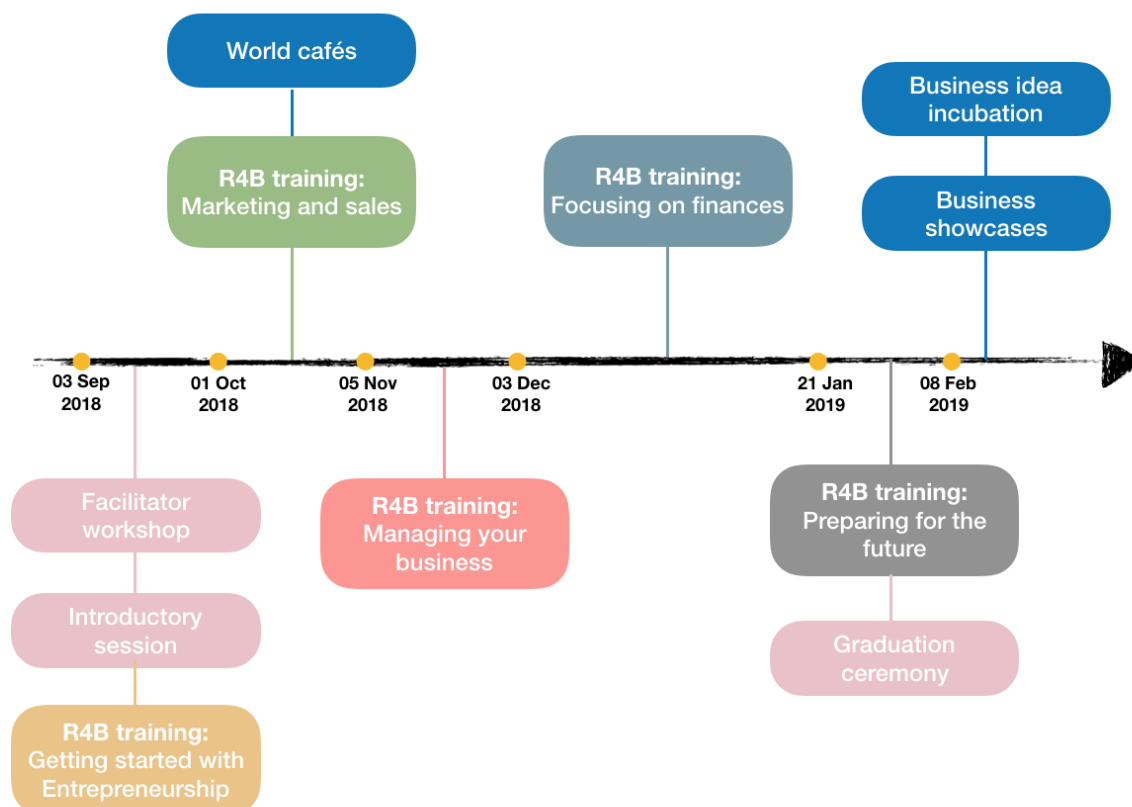 World cafés
Business idea
incubation
R4B training:
Marketing and sales
R4B training:
Focusing on finances
Business
showcases
03 Sep
2018
01 Oct
2018
05 Nov
2018
03 Dec
2018
21 Jan
2019
08 Feb
2019
Facilitator
workshop
R4B training:
Managing your
business
R4B training:
Preparing for the
future
Introductory
session
Graduation
ceremony
R4B training:
Getting started with
Entrepreneurship